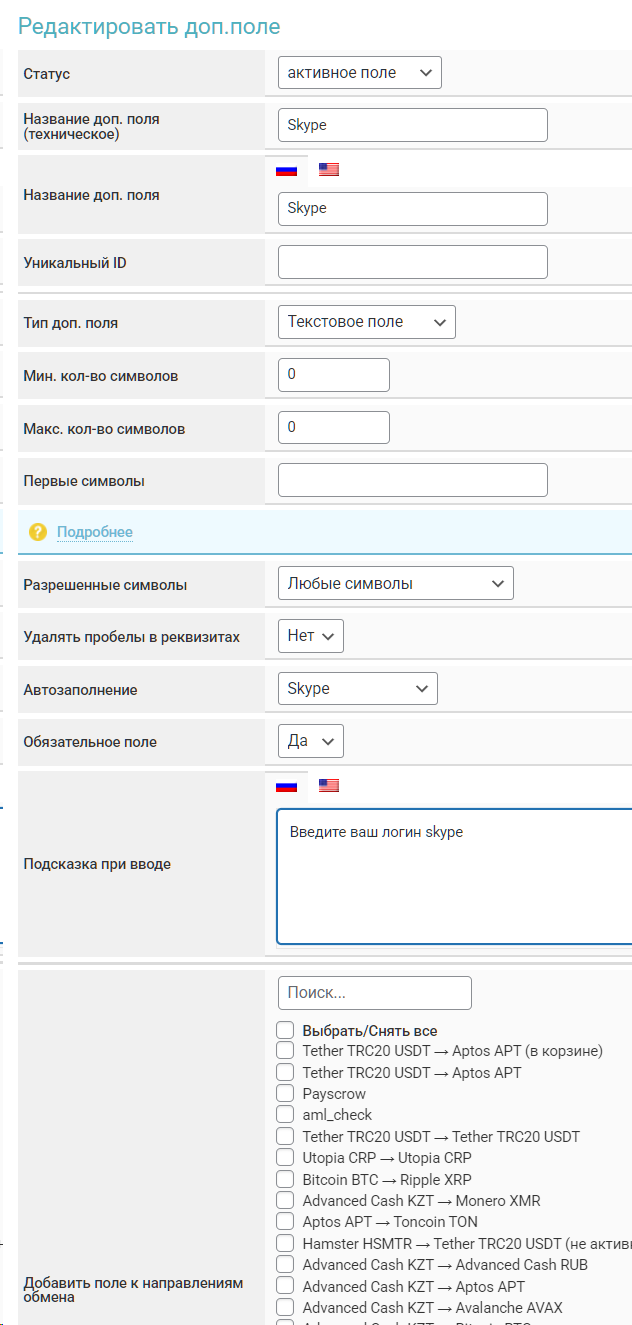 Редактировать доп.поле
Статус
активное поле
Название доп. поля
(техническое)
Skype
Название доп. поля
Skype
Уникальный ID
Тип доп. поля
Текстовое поле
Мин. кол-во символов
0
Макс. кол-во символов
0
Первые символы
? Подробнее
Разрешенные символы
Любые символы
Удалять пробелы в реквизитах
Нет
Автозаполнение
Skype
Обязательное поле
Да
Подсказка при вводе
Введите ваш логин skype
Добавить поле к направлениям
обмена
Поиск...
Выбрать/Снять все
Tether TRC20 USDT → Aptos APT (в корзине)
Tether TRC20 USDT → Aptos APT
Payscrow
aml_check
Tether TRC20 USDT → Tether TRC20 USDT
Utopia CRP → Utopia CRP
Bitcoin BTC → Ripple XRP
Advanced Cash KZT → Monero XMR
Aptos APT → Toncoin TON
Hamster HSMTR → Tether TRC20 USDT (не актив
Advanced Cash KZT → Advanced Cash RUB
Advanced Cash KZT → Aptos APT
Advanced Cash KZT → Avalanche AVAX